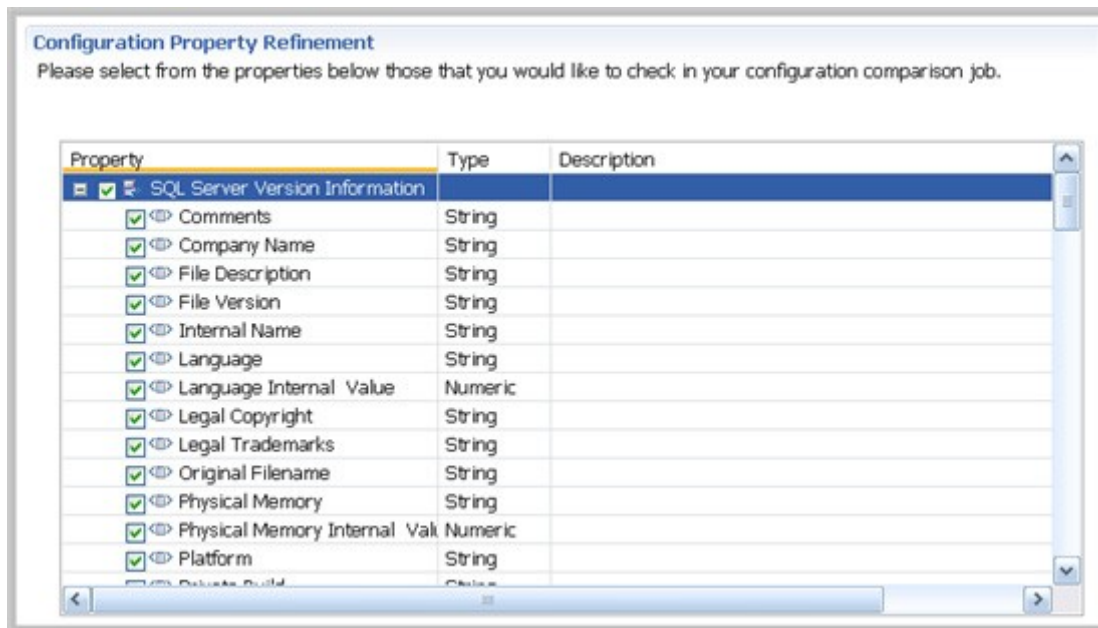 Configuration Property Refinement
Please select from the properties below those that you would like to check in your configuration comparison job.
Property Type Description
SQL Server Version Information
Comments String
Company Name String
File Description String
File Version String
Internal Name String
Language String
Language Internal Value Numeric
Legal Copyright String
Legal Trademarks String
Original Filename String
Physical Memory String
Physical Memory Internal Numeric
Platform String